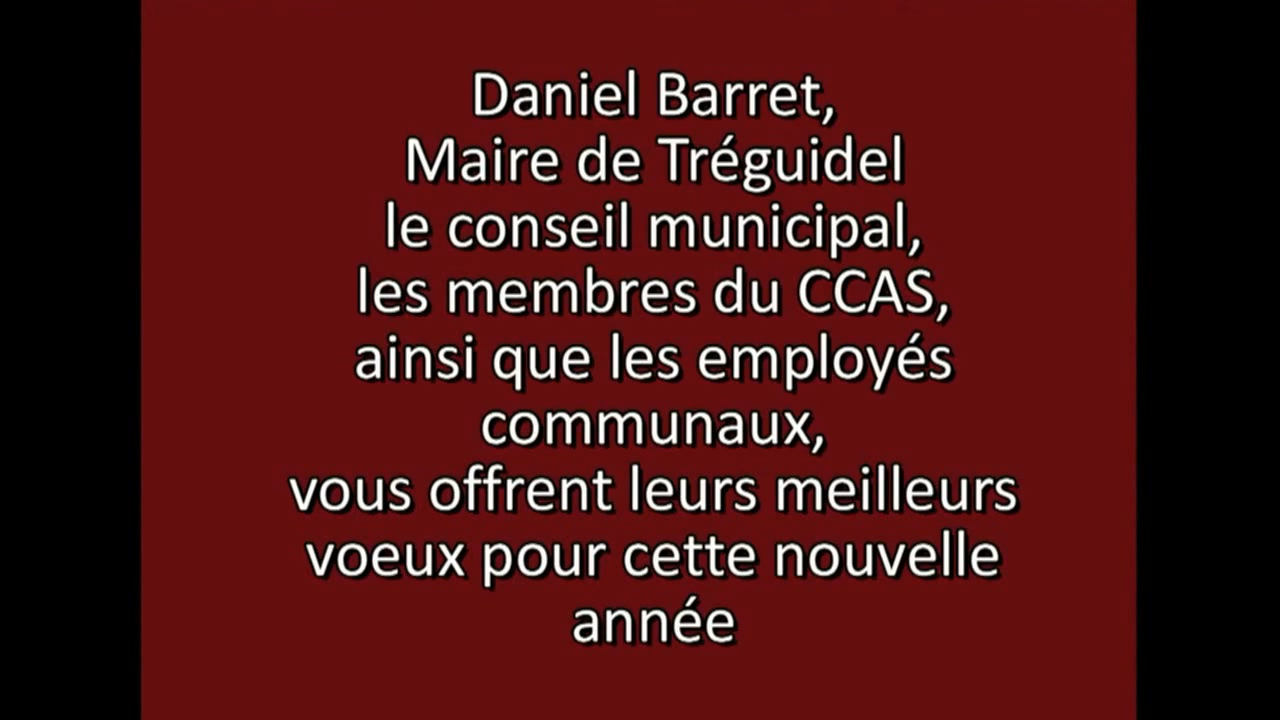 Daniel Barret,
Maire de Tréguidel
le conseil municipal,
les membres du CCAS,
ainsi que les employés
communaux,
vous offrent leurs meilleurs
voeux pour cette nouvelle
année